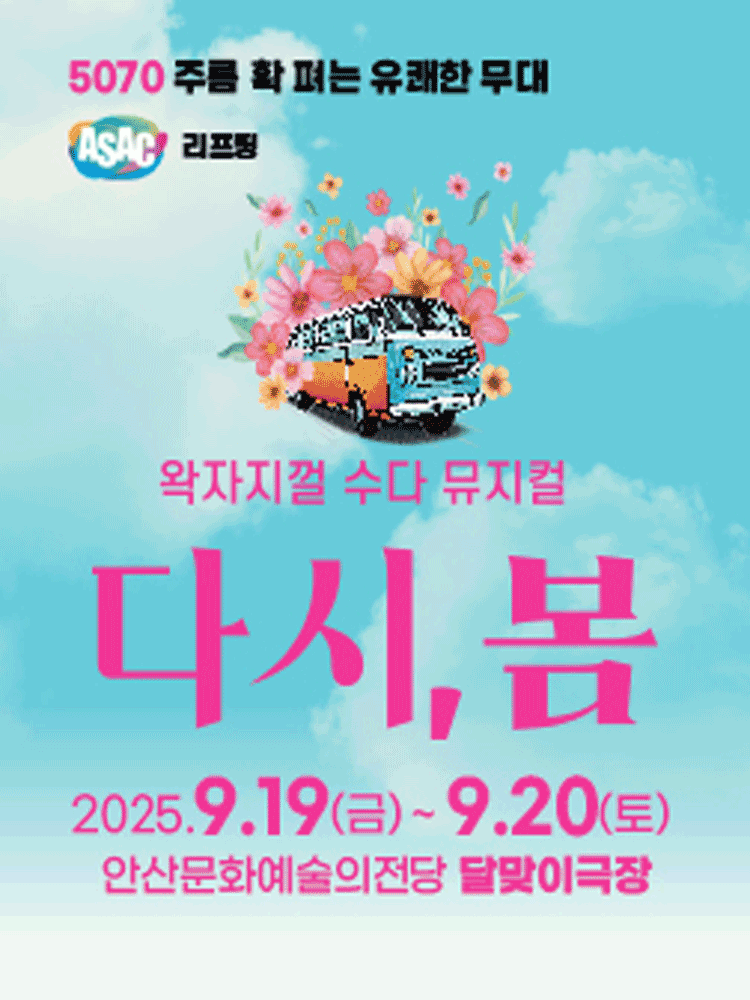 5070 주름 확 펴는 유쾌한 무대
ASAC! 리프팅
왁자지껄 수다 뮤지컬
다시, 봄
2025.9.19(금) ~ 9.20(토)
안산문화예술의전당 달맞이극장